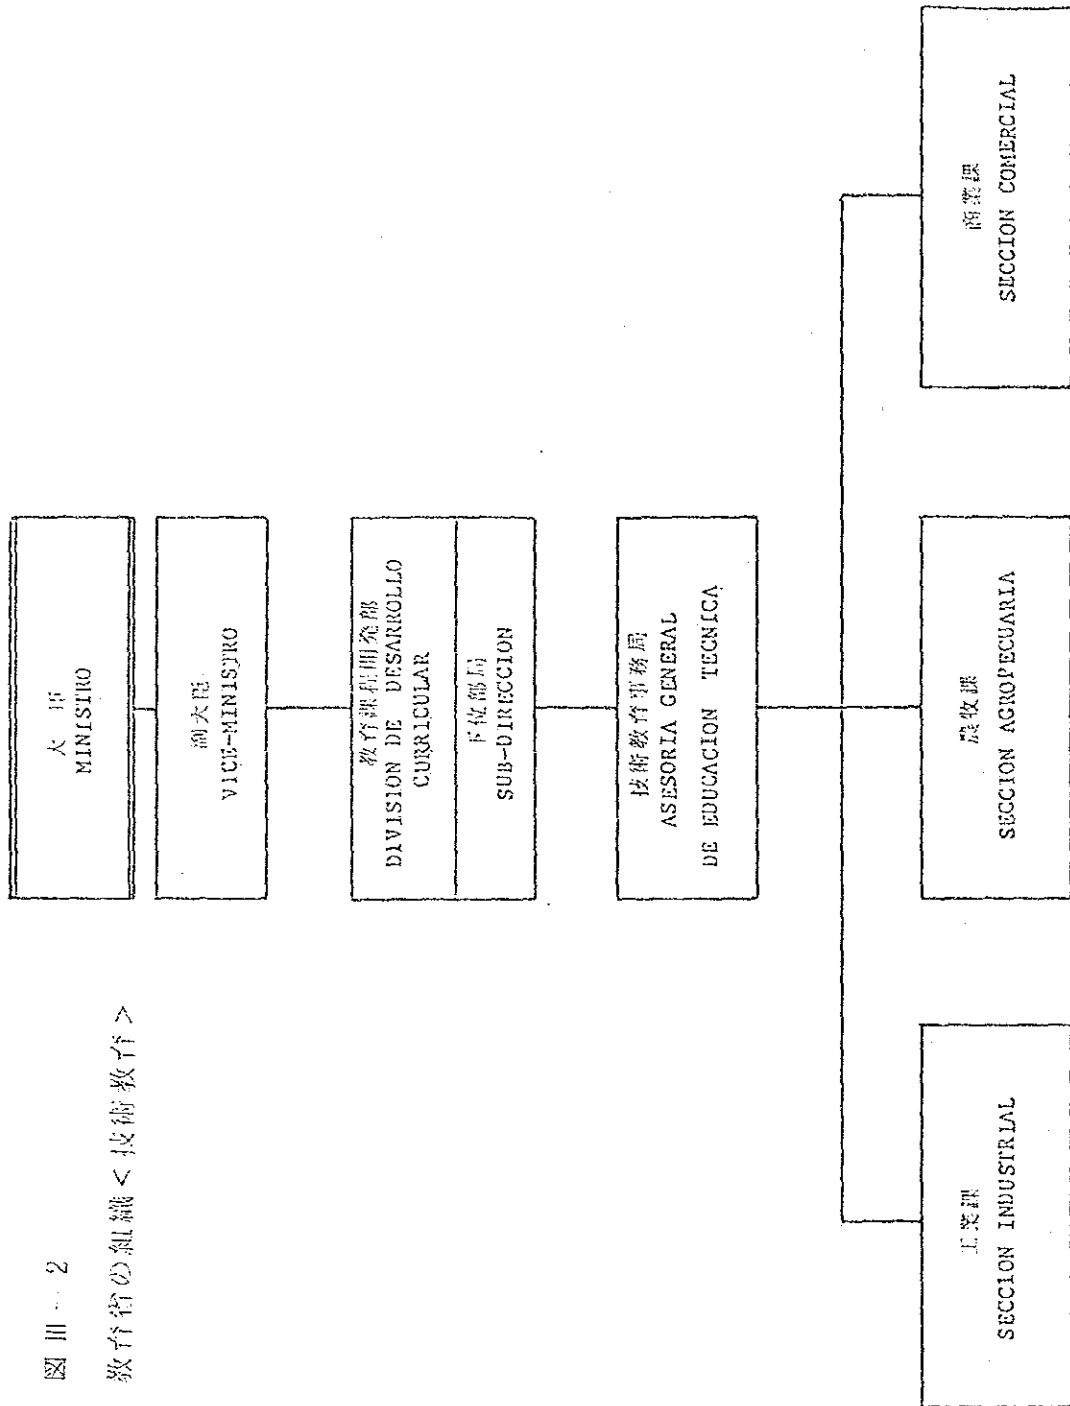 図 III - 2
教育省の組織<技術教育>
大臣
MINISTRO
副大臣
VICE-MINISTRO
教育課程開発部
DIVISION DE DESARROLLO
CURRICULAR
下位部局
SUB-DIRECCION
技術教育事務局
ASESORIA GENERAL
DE EDUCACION TECNICA
工業課
SECCION INDUSTRIAL
農牧課
SECCION AGROPECUARIA
商業課
SECCION COMERCIAL